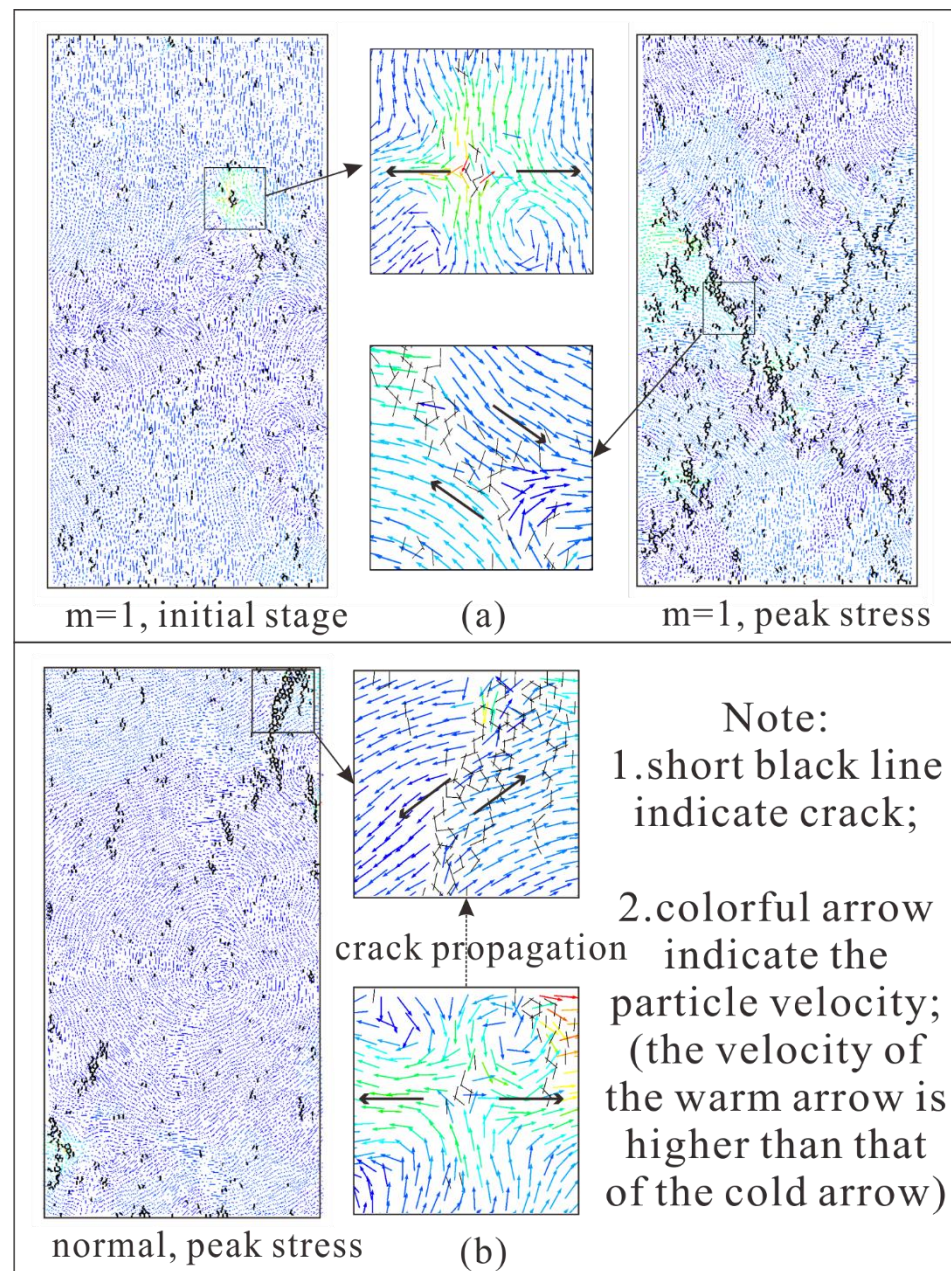 m=1, initial stage
(a)
m=1, peak stress
crack propagation
normal, peak stress
(b)
Note:
1.short black line
indicate crack;
2.colorful arrow
indicate the
particle velocity;
(the velocity of
the warm arrow is
higher than that
of the cold arrow)